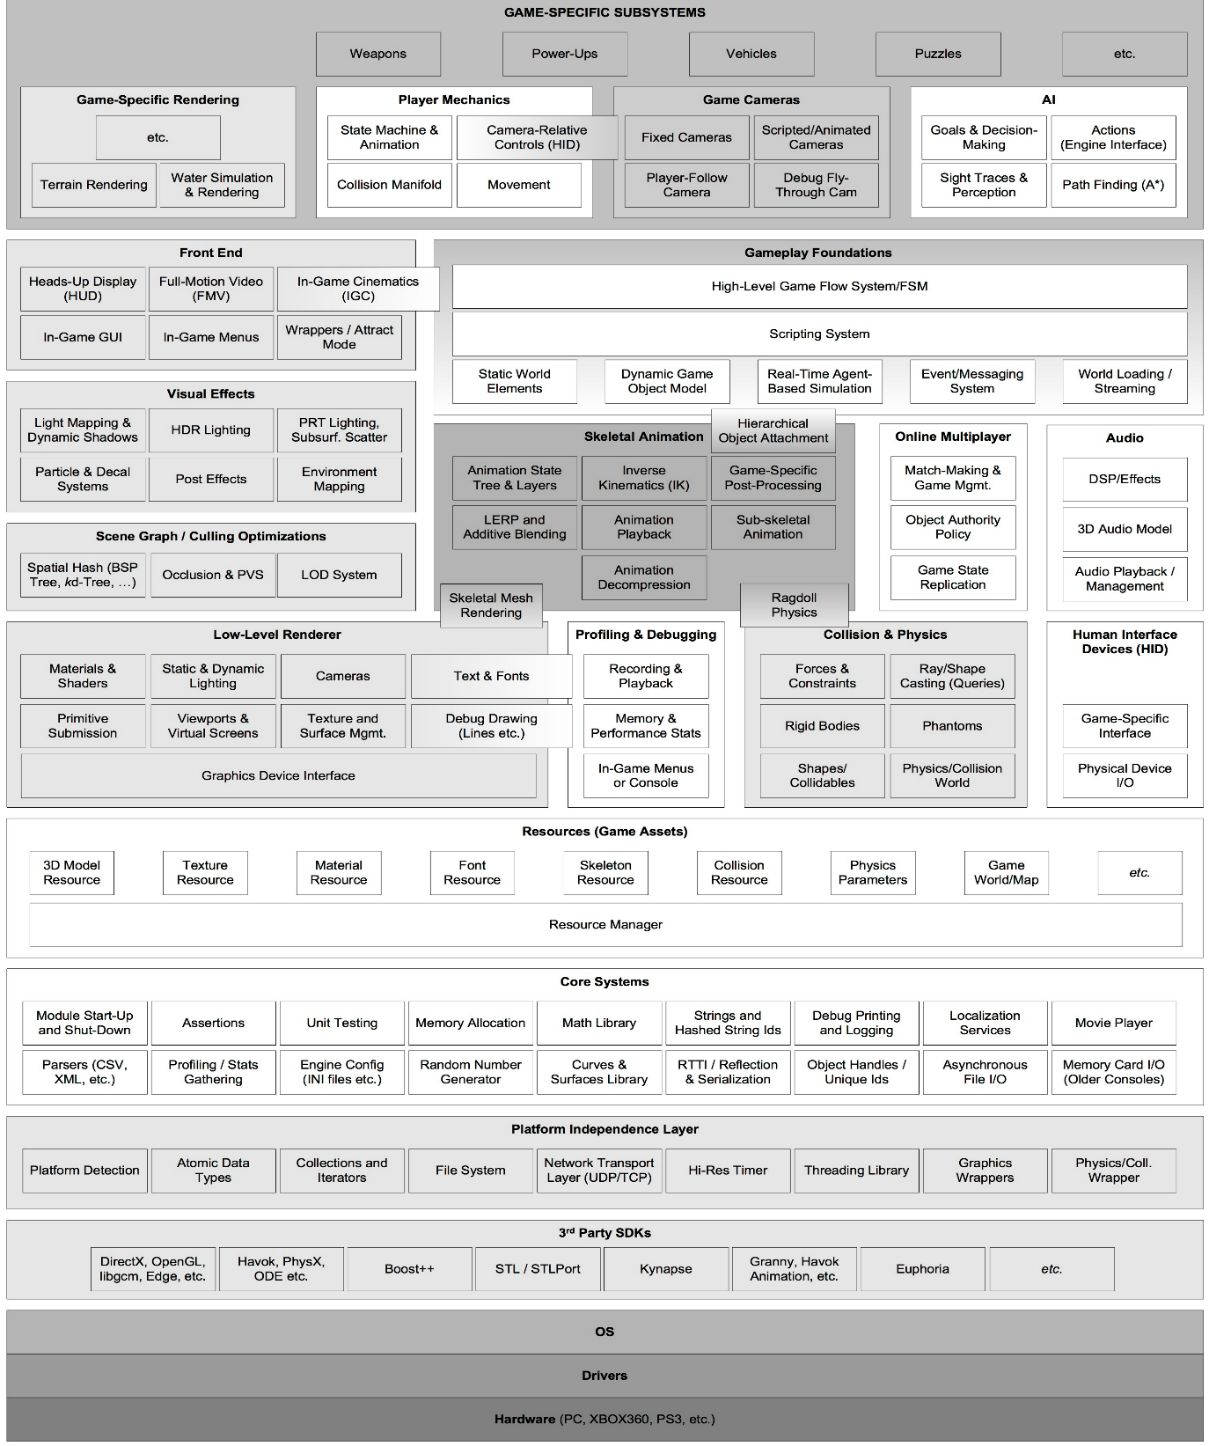 GAME-SPECIFIC SUBSYSTEMS
Weapons
Power-Ups
Vehicles
Puzzles
etc.
Game-Specific Rendering
etc.
Terrain Rendering
Water Simulation
& Rendering
Player Mechanics
State Machine &
Animation
Camera-Relative
Controls (HID)
Collision Manifold
Movement
Game Cameras
Fixed Cameras
Scripted/Animated
Cameras
Player-Follow
Camera
Debug Fly-
Through Cam
AI
Goals & Decision-
Making
Actions
(Engine Interface)
Sight Traces &
Perception
Path Finding (A*)
Front End
Heads-Up Display
(HUD)
Full-Motion Video
(FMV)
In-Game Cinematics
(IGC)
In-Game GUI
In-Game Menus
Wrappers / Attract
Mode
Gameplay Foundations
High-Level Game Flow System/FSM
Scripting System
Static World
Elements
Dynamic Game
Object Model
Real-Time Agent-
Based Simulation
Event/Messaging
System
World Loading /
Streaming
Visual Effects
Light Mapping &
Dynamic Shadows
HDR Lighting
PRT Lighting,
Subsurf. Scatter
Particle & Decal
Systems
Post Effects
Environment
Mapping
Skeletal Animation
Hierarchical
Object Attachment
Animation State
Tree & Layers
Inverse
Kinematics (IK)
Game-Specific
Post-Processing
LERP and
Additive Blending
Animation
Playback
Sub-skeletal
Animation
Animation
Decompression
Online Multiplayer
Match-Making &
Game Mgmt.
Object Authority
Policy
Game State
Replication
Audio
DSP/Effects
3D Audio Model
Audio Playback /
Management
Scene Graph / Culling Optimizations
Spatial Hash (BSP
Tree, kd-Tree, …)
Occlusion & PVS
LOD System
Skeletal Mesh
Rendering
Ragdoll
Physics
Low-Level Renderer
Materials &
Shaders
Static & Dynamic
Lighting
Cameras
Text & Fonts
Primitive
Submission
Viewports &
Virtual Screens
Texture and
Surface Mgmt.
Debug Drawing
(Lines etc.)
Graphics Device Interface
Profiling & Debugging
Recording &
Playback
Memory &
Performance Stats
In-Game Menus
or Console
Collision & Physics
Forces &
Constraints
Ray/Shape
Casting (Queries)
Rigid Bodies
Phantoms
Shapes/
Collidables
Physics/Collision
World
Human Interface
Devices (HID)
Game-Specific
Interface
Physical Device
I/O
Resources (Game Assets)
3D Model
Resource
Texture
Resource
Material
Resource
Font
Resource
Skeleton
Resource
Collision
Resource
Physics
Parameters
Game
World/Map
etc.
Resource Manager
Core Systems
Module Start-Up
and Shut-Down
Assertions
Unit Testing
Memory Allocation
Math Library
Strings and
Hashed String Ids
Debug Printing
and Logging
Localization
Services
Movie Player
Parsers (CSV,
XML, etc.)
Profiling / Stats
Gathering
Engine Config
(INI files etc.)
Random Number
Generator
Curves &
Surfaces Library
RTTI / Reflection
& Serialization
Object Handles /
Unique Ids
Asynchronous
File I/O
Memory Card I/O
(Older Consoles)
Platform Independence Layer
Platform Detection
Atomic Data
Types
Collections and
Iterators
File System
Network Transport
Layer (UDP/TCP)
Hi-Res Timer
Threading Library
Graphics
Wrappers
Physics/Coll.
Wrapper
3rd Party SDKs
DirectX, OpenGL,
libgcm, Edge, etc.
Havok, PhysX,
ODE etc.
Boost++
STL / STLPort
Kynapse
Granny, Havok
Animation, etc.
Euphoria
etc.
OS
Drivers
Hardware (PC, XBOX360, PS3, etc.)